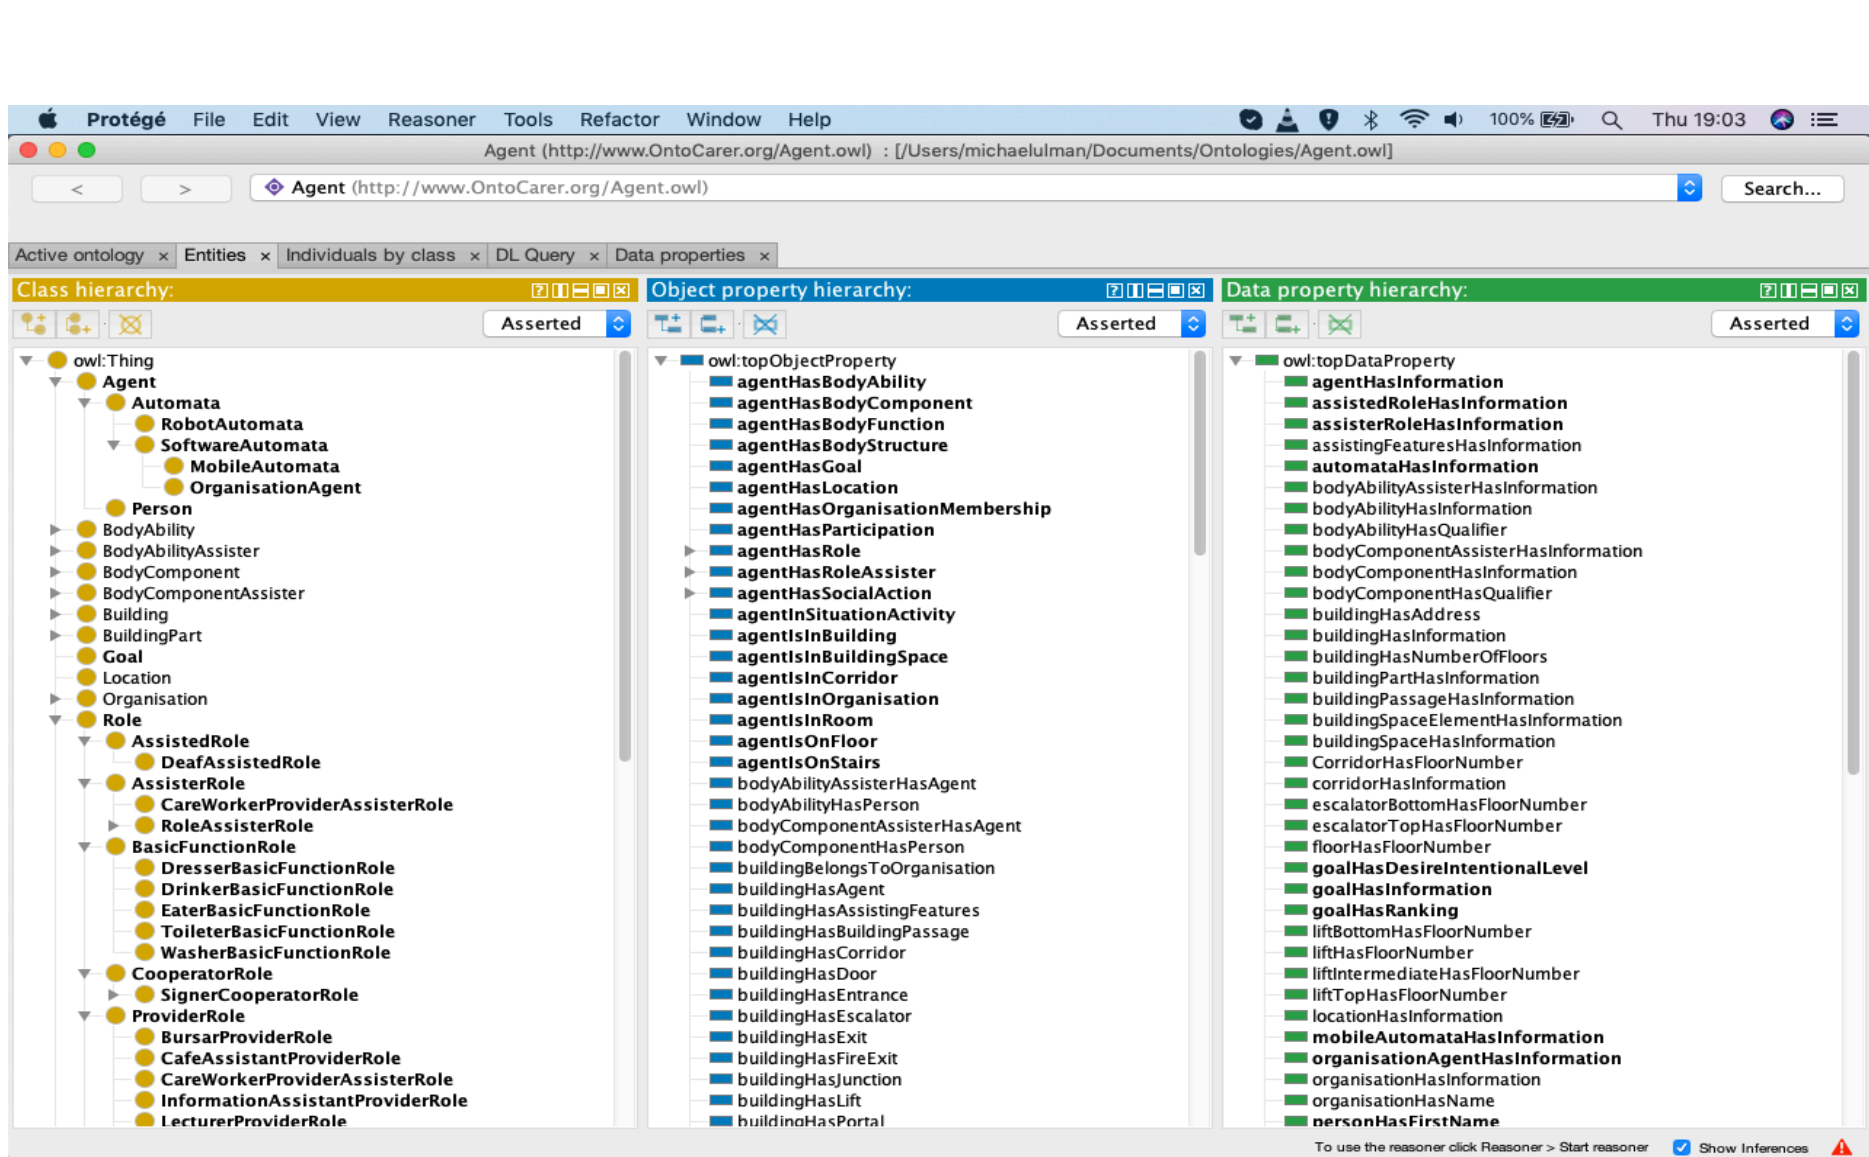 Protégé File Edit View Reasoner Tools Refactor Window Help 100% Thu 19:03
Agent (http://www.OntoCarer.org/Agent.owl) : [/Users/michaelulman/Documents/Ontologies/Agent.owl]
< > Agent (http://www.OntoCarer.org/Agent.owl) Search...
Active ontology × Entities × Individuals by class × DL Query × Data properties ×
Class hierarchy:
Asserted
owl:Thing
Agent
Automata
RobotAutomata
SoftwareAutomata
MobileAutomata
OrganisationAgent
Person
BodyAbility
BodyAbilityAssister
BodyComponent
BodyComponentAssister
Building
BuildingPart
Goal
Location
Organisation
Role
AssistedRole
DeafAssistedRole
AssisterRole
CareWorkerProviderAssisterRole
RoleAssisterRole
BasicFunctionRole
DresserBasicFunctionRole
DrinkerBasicFunctionRole
EaterBasicFunctionRole
ToileterBasicFunctionRole
WasherBasicFunctionRole
CooperatorRole
SignerCooperatorRole
ProviderRole
BursarProviderRole
CafeAssistantProviderRole
CareWorkerProviderAssisterRole
InformationAssistantProviderRole
LecturerProviderRole
Object property hierarchy:
Asserted
owl:topObjectProperty
agentHasBodyAbility
agentHasBodyComponent
agentHasBodyFunction
agentHasBodyStructure
agentHasGoal
agentHasLocation
agentHasOrganisationMembership
agentHasParticipation
agentHasRole
agentHasRoleAssister
agentHasSocialAction
agentInSituationActivity
agentIsInBuilding
agentIsInBuildingSpace
agentIsInCorridor
agentIsInOrganisation
agentIsInRoom
agentIsOnFloor
agentIsOnStairs
bodyAbilityAssisterHasAgent
bodyAbilityHasPerson
bodyComponentAssisterHasAgent
bodyComponentHasPerson
buildingBelongsToOrganisation
buildingHasAgent
buildingHasAssistingFeatures
buildingHasBuildingPassage
buildingHasCorridor
buildingHasDoor
buildingHasEntrance
buildingHasEscalator
buildingHasExit
buildingHasFireExit
buildingHasJunction
buildingHasLift
buildingHasPortal
Data property hierarchy:
Asserted
owl:topDataProperty
agentHasInformation
assistedRoleHasInformation
assisterRoleHasInformation
assistingFeaturesHasInformation
automataHasInformation
bodyAbilityAssisterHasInformation
bodyAbilityHasInformation
bodyAbilityHasQualifier
bodyComponentAssisterHasInformation
bodyComponentHasInformation
bodyComponentHasQualifier
buildingHasAddress
buildingHasInformation
buildingHasNumberOfFloors
buildingPartHasInformation
buildingPassageHasInformation
buildingSpaceElementHasInformation
buildingSpaceHasInformation
CorridorHasFloorNumber
corridorHasInformation
escalatorBottomHasFloorNumber
escalatorTopHasFloorNumber
floorHasFloorNumber
goalHasDesireIntentionalLevel
goalHasInformation
goalHasRanking
liftBottomHasFloorNumber
liftHasFloorNumber
liftIntermediateHasFloorNumber
liftTopHasFloorNumber
locationHasInformation
mobileAutomataHasInformation
organisationAgentHasInformation
organisationHasInformation
organisationHasName
personHasFirstName
To use the reasoner click Reasoner > Start reasoner Show Inferences